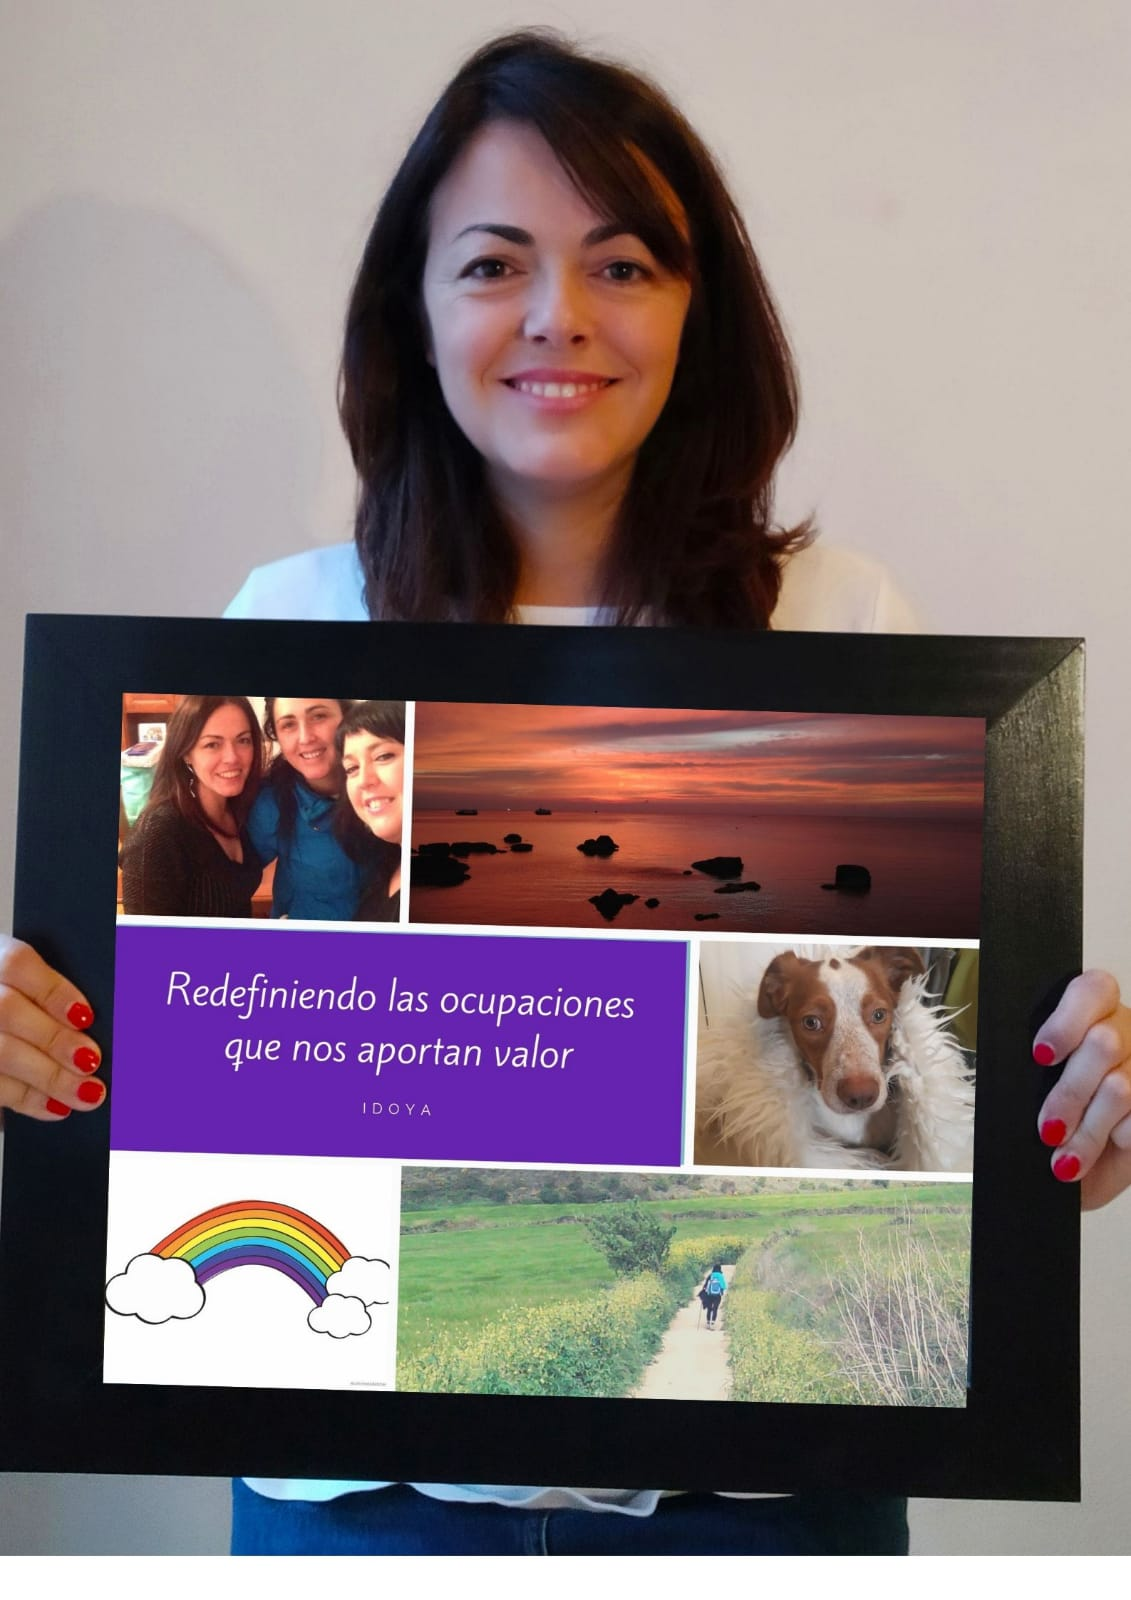 Redefiniendo las ocupaciones
que nos aportan valor
IDOYA